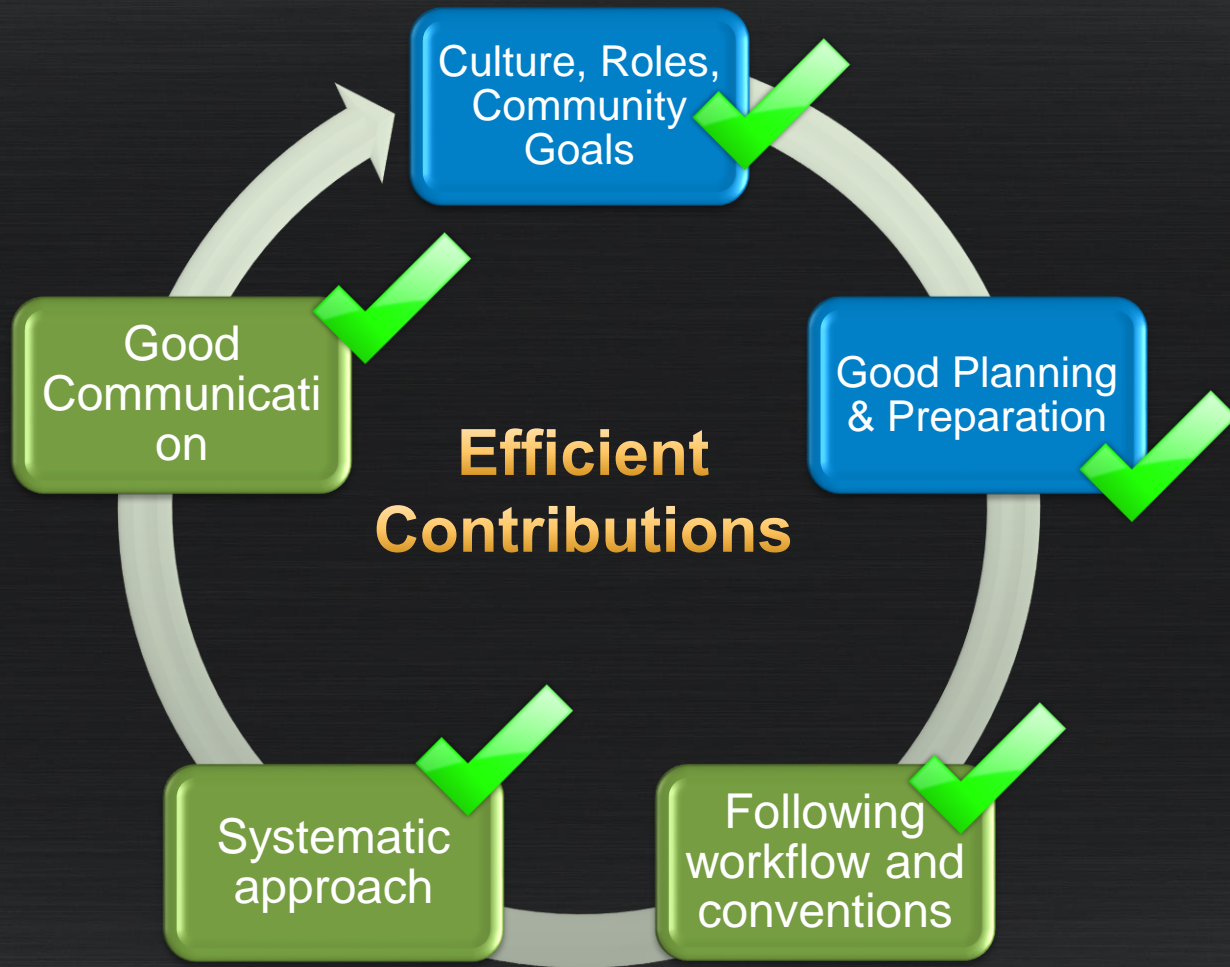 Culture, Roles,
Community
Goals
Good Planning
& Preparation
Following
workflow and
conventions
Systematic
approach
Good
Communicati
on
Efficient
Contributions